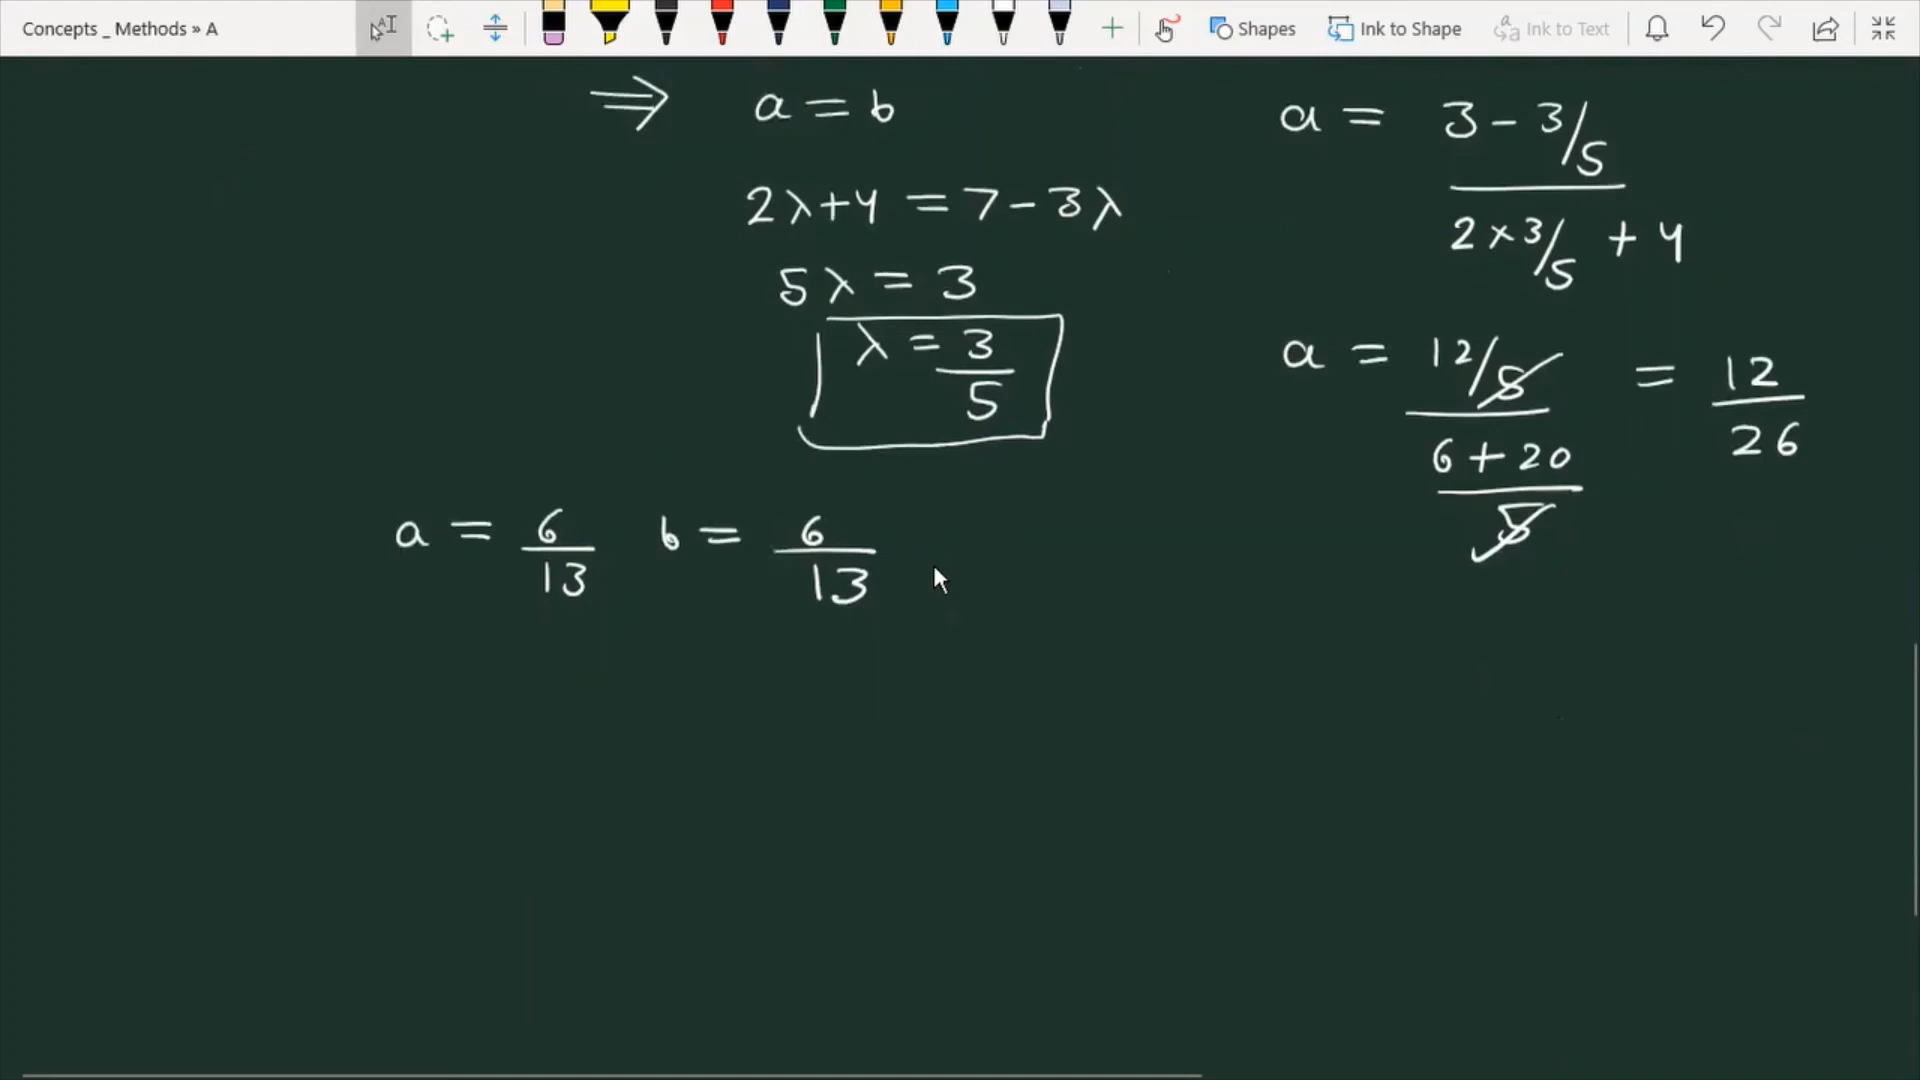 Concepts _ Methods » A
Shapes
Ink to Shape
Ink to Text
⇒ a = b
2λ+4 = 7-3λ
5λ = 3
λ = 3/5
a = 6/13 b = 6/13
a = (3 - 3/5) / (2×3/5 + 4)
a = (12/5) / ((6+20)/5) = 12/26